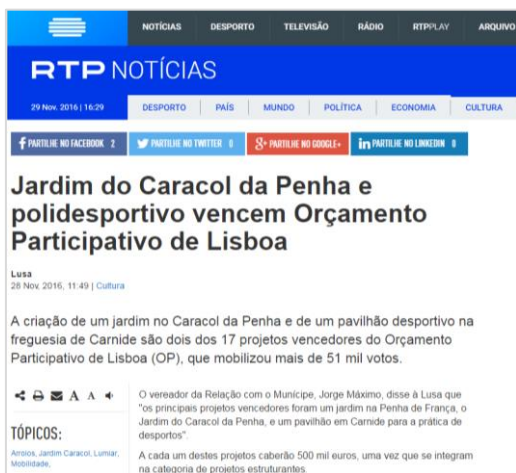 NOTÍCIAS DESPORTO TELEVISÃO RÁDIO RTPPLAY ARQUIVO
RTP NOTÍCIAS
29 Nov, 2016 | 16:29 DESPORTO PAÍS MUNDO POLÍTICA ECONOMIA CULTURA
f PARTILHE NO FACEBOOK 2 PARTILHE NO TWITTER 0 g+ PARTILHE NO GOOGLE+ in PARTILHE NO LINKEDIN 0
Jardim do Caracol da Penha e
polidesportivo vencem Orçamento
Participativo de Lisboa
Lusa
28 Nov, 2016, 11:49 | Cultura
A criação de um jardim no Caracol da Penha e de um pavilhão desportivo na
freguesia de Carnide são dois dos 17 projetos vencedores do Orçamento
Participativo de Lisboa (OP), que mobilizou mais de 51 mil votos.
A A
TÓPICOS:
Arroios, Jardim Caracol, Lumiar,
Mobilidade,
O vereador da Relação com o Munícipe, Jorge Máximo, disse à Lusa que
"os principais projetos vencedores foram um jardim na Penha de França, o
Jardim do Caracol da Penha, e um pavilhão em Carnide para a prática de
desportos".
A cada um destes projetos caberão 500 mil euros, uma vez que se integram
na categoria de projetos estruturantes.